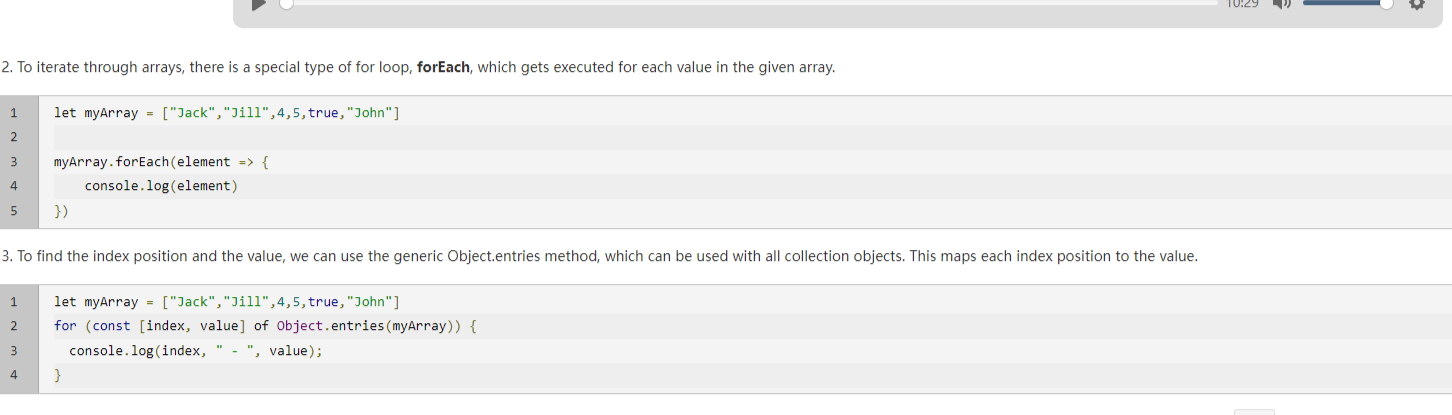 10:29
2. To iterate through arrays, there is a special type of for loop, forEach, which gets executed for each value in the given array.
1 let myArray = ["Jack","Jill",4,5,true,"John"]
2
3 myArray.forEach(element => {
4 console.log(element)
5 })
3. To find the index position and the value, we can use the generic Object.entries method, which can be used with all collection objects. This maps each index position to the value.
1 let myArray = ["Jack","Jill",4,5,true,"John"]
2 for (const [index, value] of Object.entries(myArray)) {
3 console.log(index, " - ", value);
4 }